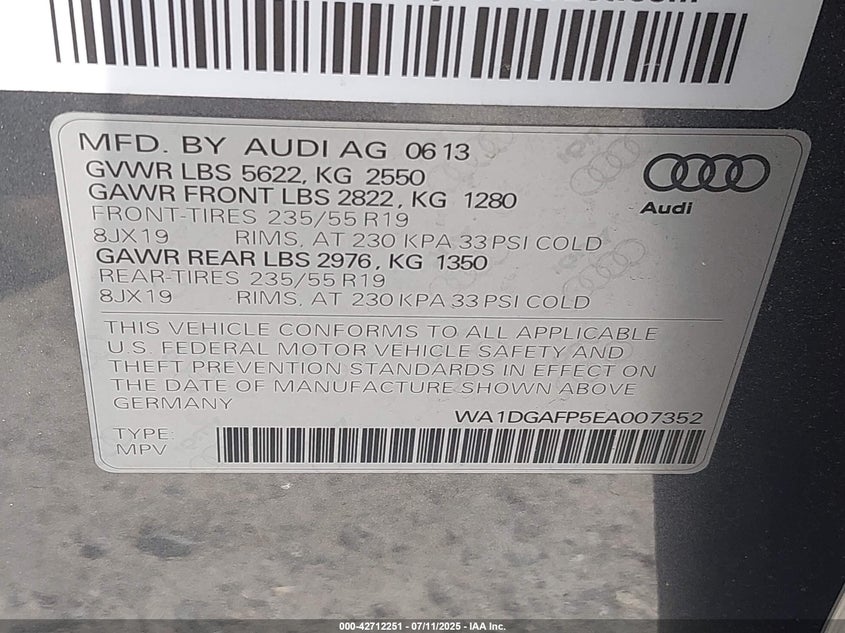 MFD. BY AUDI AG 06 13
GVWR LBS 5622, KG 2550
GAWR FRONT LBS 2822, KG 1280
FRONT-TIRES 235/55 R19
8JX19 RIMS, AT 230 KPA 33 PSI COLD
GAWR REAR LBS 2976, KG 1350
REAR-TIRES 235/55 R19
8JX19 RIMS, AT 230 KPA 33 PSI COLD
Audi
THIS VEHICLE CONFORMS TO ALL APPLICABLE
U.S. FEDERAL MOTOR VEHICLE SAFETY AND
THEFT PREVENTION STANDARDS IN EFFECT ON
THE DATE OF MANUFACTURE SHOWN ABOVE
GERMANY
WA1DGAFP5EA007352
TYPE:
MPV
000-42712251 - 07/11/2025 - IAA Inc.